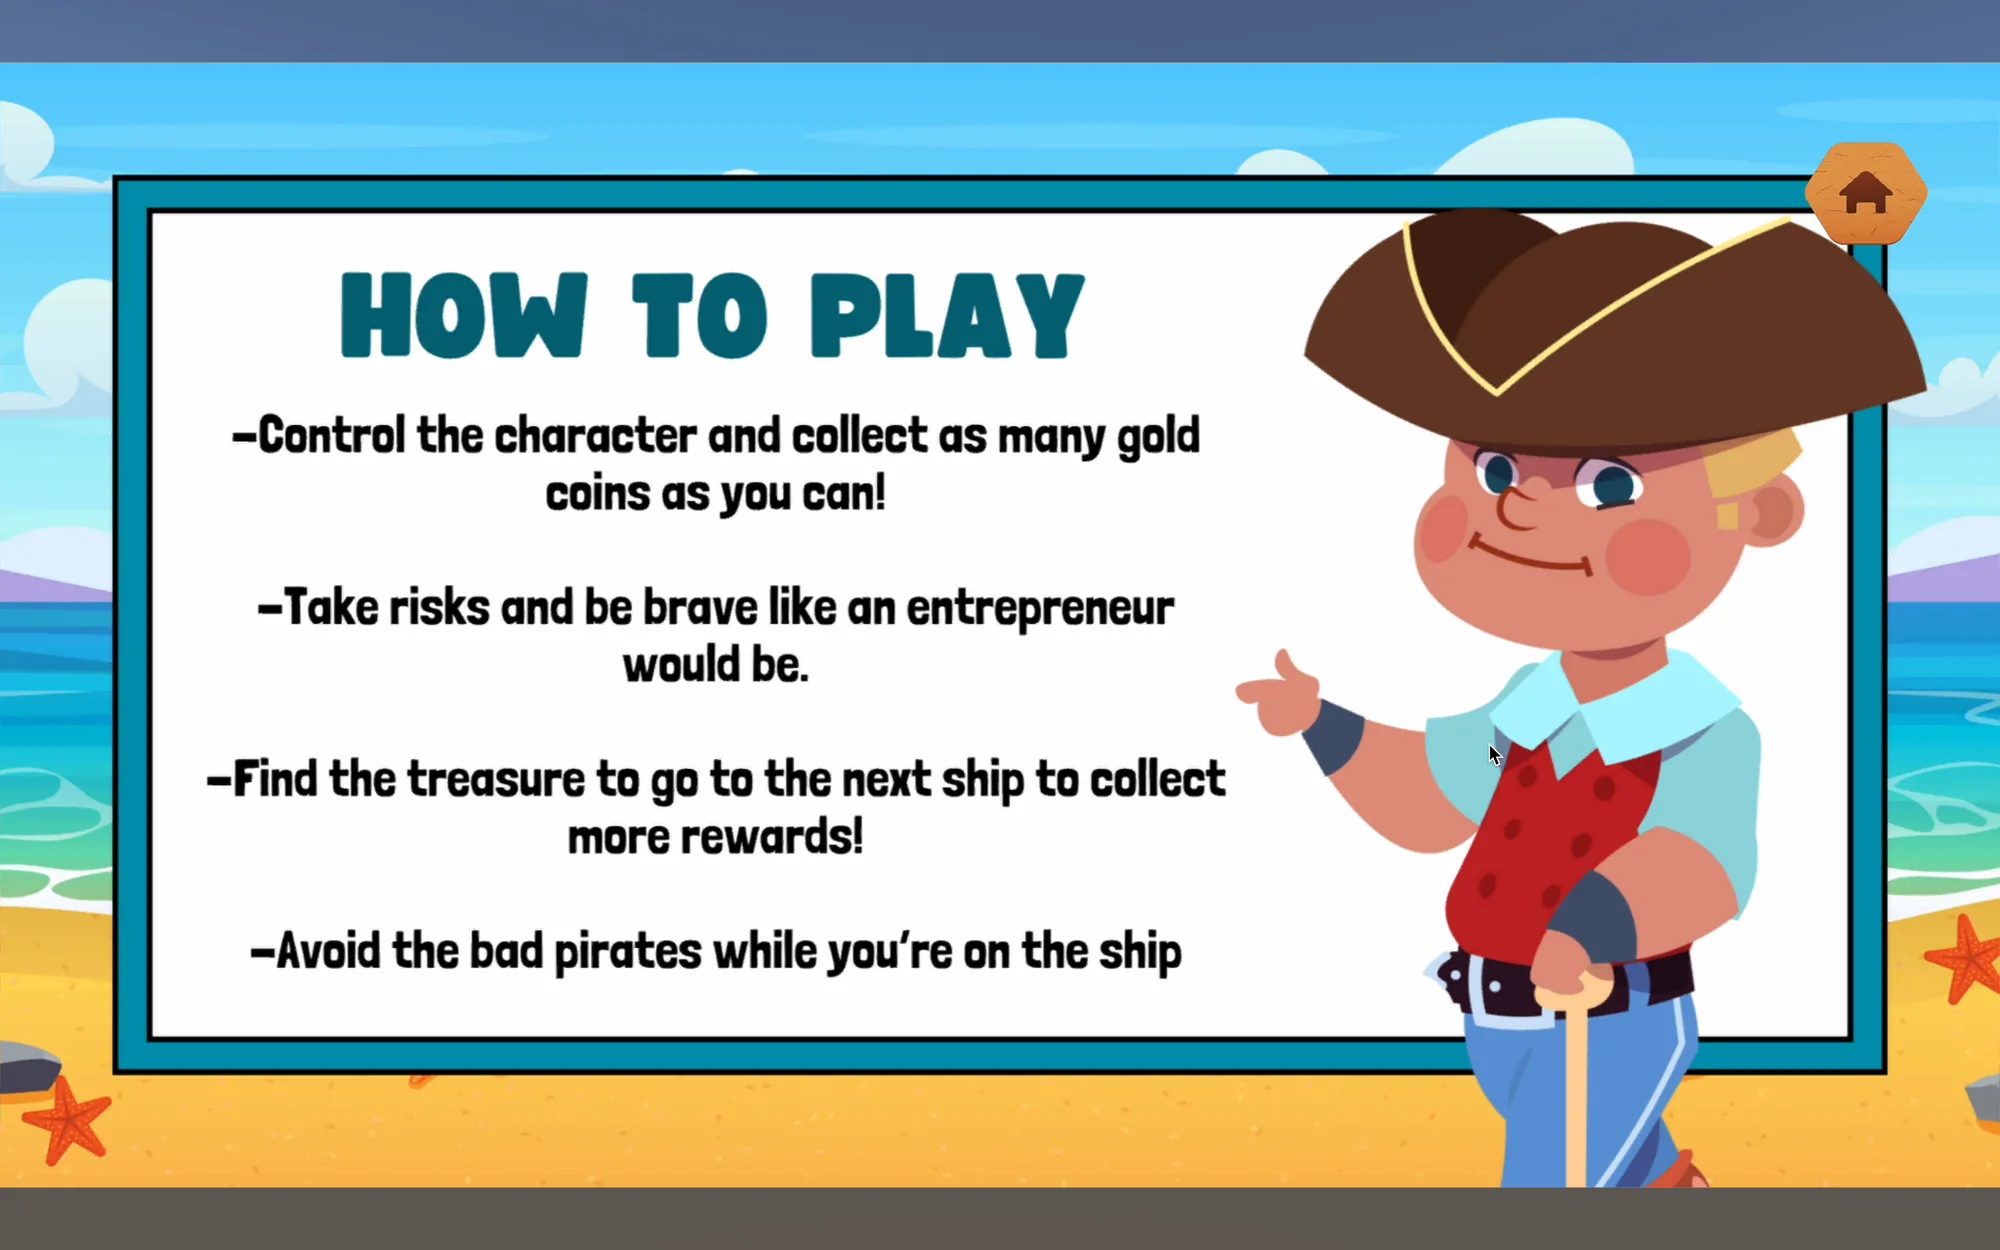 HOW TO PLAY
-Control the character and collect as many gold
coins as you can!
-Take risks and be brave like an entrepreneur
would be.
-Find the treasure to go to the next ship to collect
more rewards!
-Avoid the bad pirates while you're on the ship